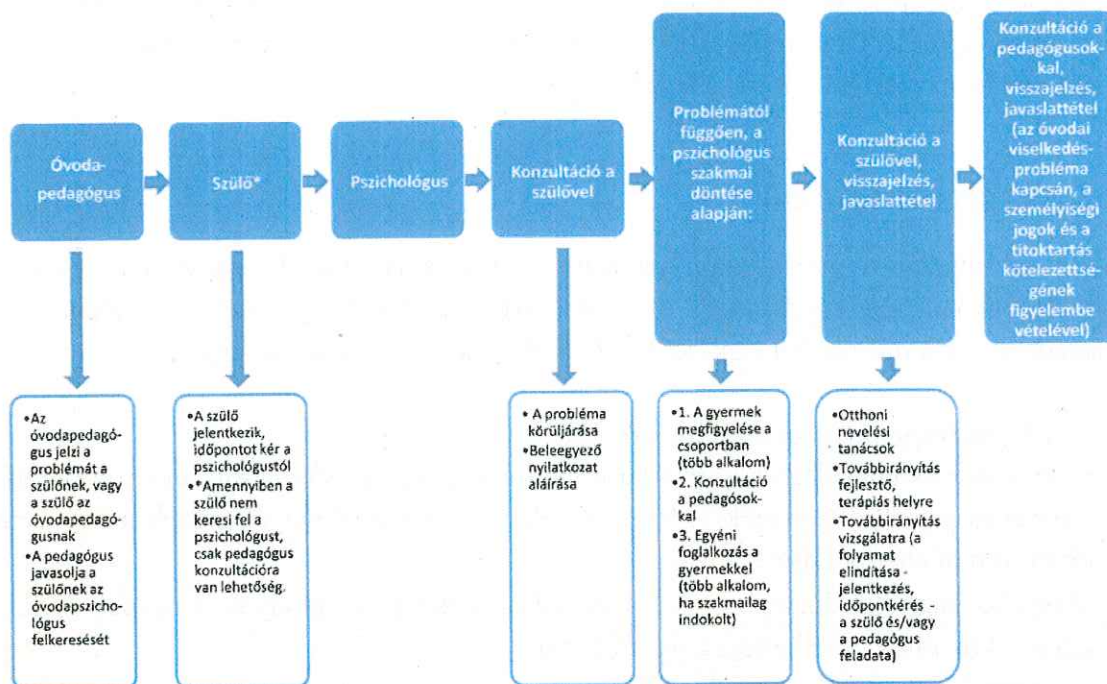 Óvoda-
pedagógus
Szülő*
Pszichológus
Konzultáció a
szülővel
Problémától
függően, a
pszichológus
szakmai
döntése
alapján:
Konzultáció a
szülővel,
visszajelzés,
javaslattétel
Konzultáció a
pedagógusok-
kal,
visszajelzés,
javaslattétel
(az óvodai
viselkedés-
probléma
kapcsán, a
személyiségi
jogok és a
titoktartás
kötelezettsé-
gének
figyelembe
vételével)
•Az
óvodapedagó-
gus jelzi a
problémát a
szülőnek, vagy
a szülő az
óvodapedagó-
gusnak
•A pedagógus
javasolja a
szülőnek az
óvodapszicho-
lógus
felkeresését
•A szülő
jelentkezik,
időpontot kér a
pszichológustól
•*Amennyiben a
szülő nem
keresi fel a
pszichológust,
csak pedagógus
konzultációra
van lehetőség.
•A probléma
körüljárása
•Beleegyező
nyilatkozat
aláírása
•1. A gyermek
megfigyelése a
csoportban
(több alkalom)
•2. Konzultáció
a pedagósok-
kal
•3. Egyéni
foglalkozás a
gyermekkel
(több alkalom,
ha szakmailag
indokolt)
•Otthoni
nevelési
tanácsok
•Továbbirányítás
fejlesztő,
terápiás helyre
•Továbbirányítás
vizsgálatra (a
folyamat
elindítása -
jelentkezés,
időpontkérés -
a szülő és/vagy
a pedagógus
feladata)